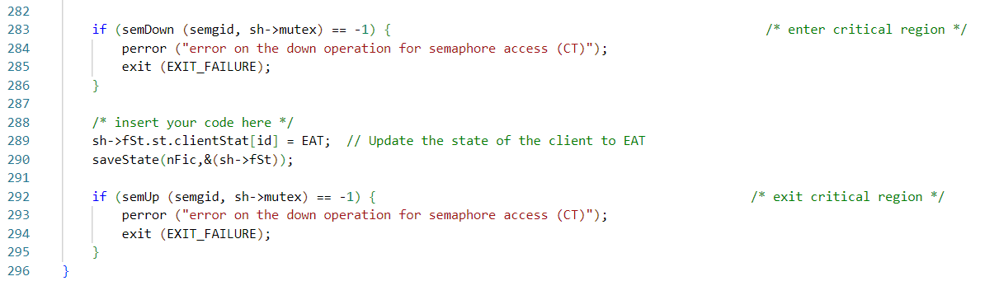 282
283 if (semDown (semgid, sh->mutex) == -1) { /* enter critical region */
284 perror ("error on the down operation for semaphore access (CT)");
285 exit (EXIT_FAILURE);
286 }
287
288 /* insert your code here */
289 sh->fSt.st.clientStat[id] = EAT; // Update the state of the client to EAT
290 saveState(nFic,&(sh->fSt));
291
292 if (semUp (semgid, sh->mutex) == -1) { /* exit critical region */
293 perror ("error on the down operation for semaphore access (CT)");
294 exit (EXIT_FAILURE);
295 }
296 }